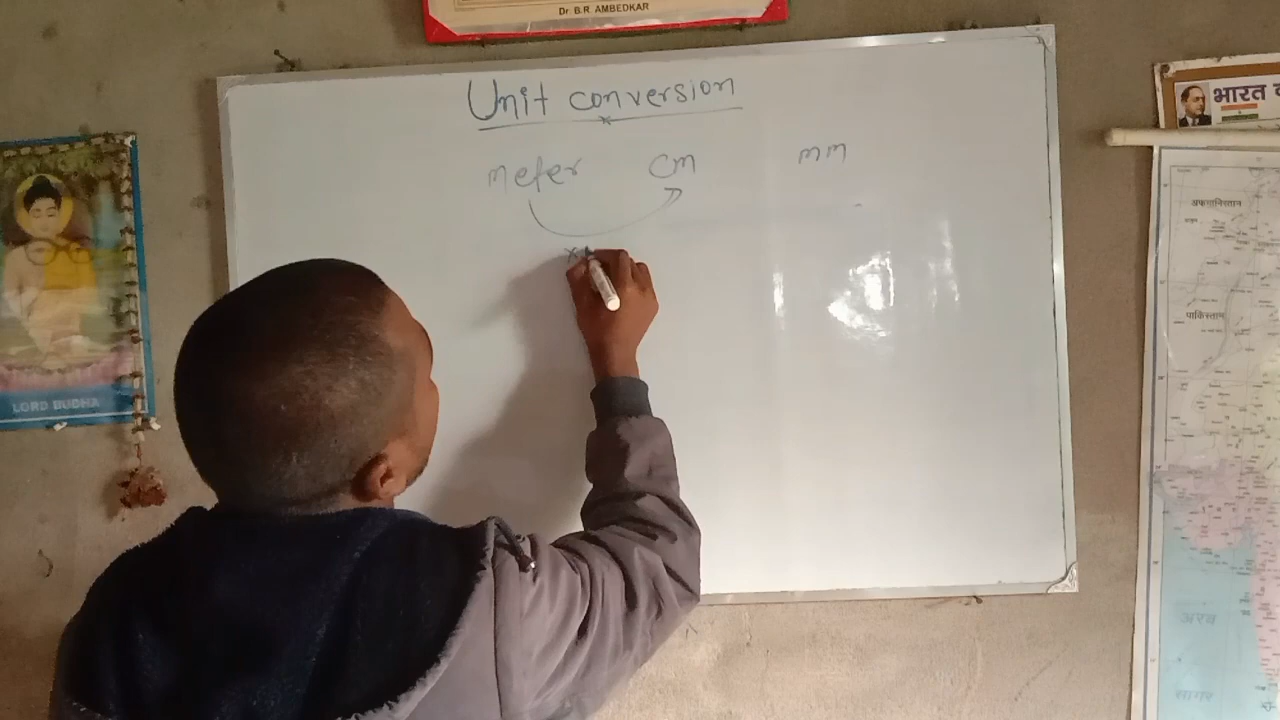 Dr B.R AMBEDKAR
Unit conversion
meter cm mm
×
LORD BUDHA
भारत
अफगानिस्तान
पाकिस्तान
अरब
सागर